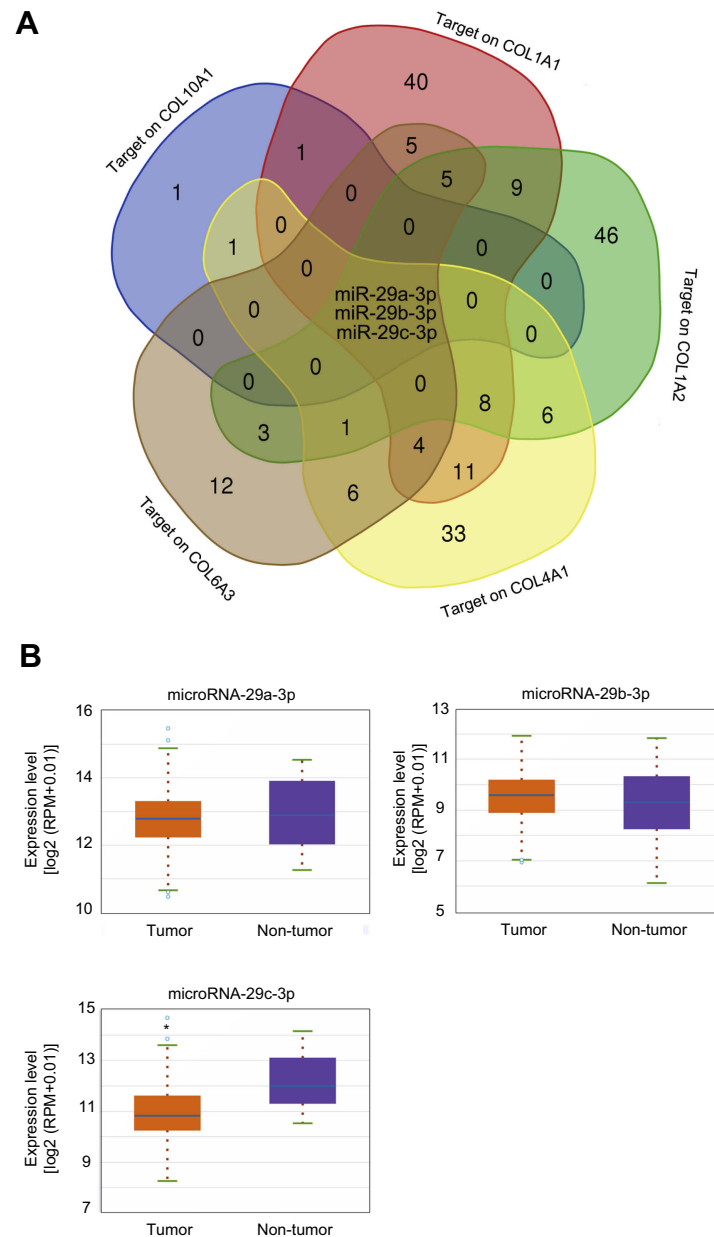 A
Target on COL1A1
Target on COL10A1
40
1
5
1
5
9
0
46
0
0
0
1
0
0
0
miR-29a-3p
miR-29b-3p
miR-29c-3p
0
0
0
0
Target on COL1A2
0
0
0
8
6
3
1
4
11
12
6
33
Target on COL6A3
Target on COL4A1
B
microRNA-29a-3p
16
14
12
10
Expression level
[log2 (RPM+0.01)]
Tumor
Non-tumor
microRNA-29b-3p
13
11
9
7
5
Expression level
[log2 (RPM+0.01)]
Tumor
Non-tumor
microRNA-29c-3p
15
13
11
9
7
Expression level
[log2 (RPM+0.01)]
*
Tumor
Non-tumor